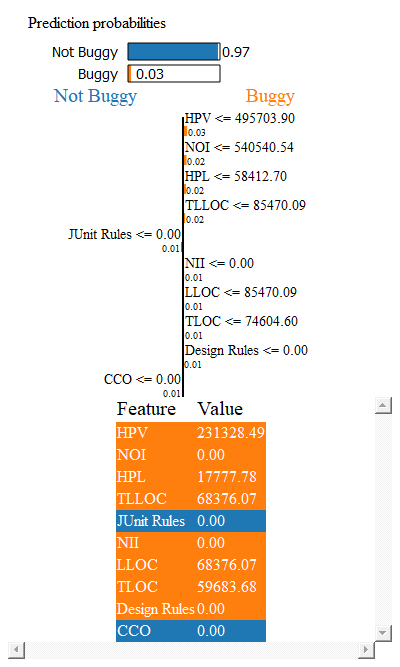 Prediction probabilities
Not Buggy 0.97
Buggy 0.03
Not Buggy Buggy
HPV <= 495703.90
0.03
NOI <= 540540.54
0.02
HPL <= 58412.70
0.02
TLLOC <= 85470.09
0.02
JUnit Rules <= 0.00
0.01
NII <= 0.00
0.01
LLOC <= 85470.09
0.01
TLOC <= 74604.60
0.01
Design Rules <= 0.00
0.01
CCO <= 0.00
0.01
Feature Value
HPV 231328.49
NOI 0.00
HPL 17777.78
TLLOC 68376.07
JUnit Rules 0.00
NII 0.00
LLOC 68376.07
TLOC 59683.68
Design Rules 0.00
CCO 0.00